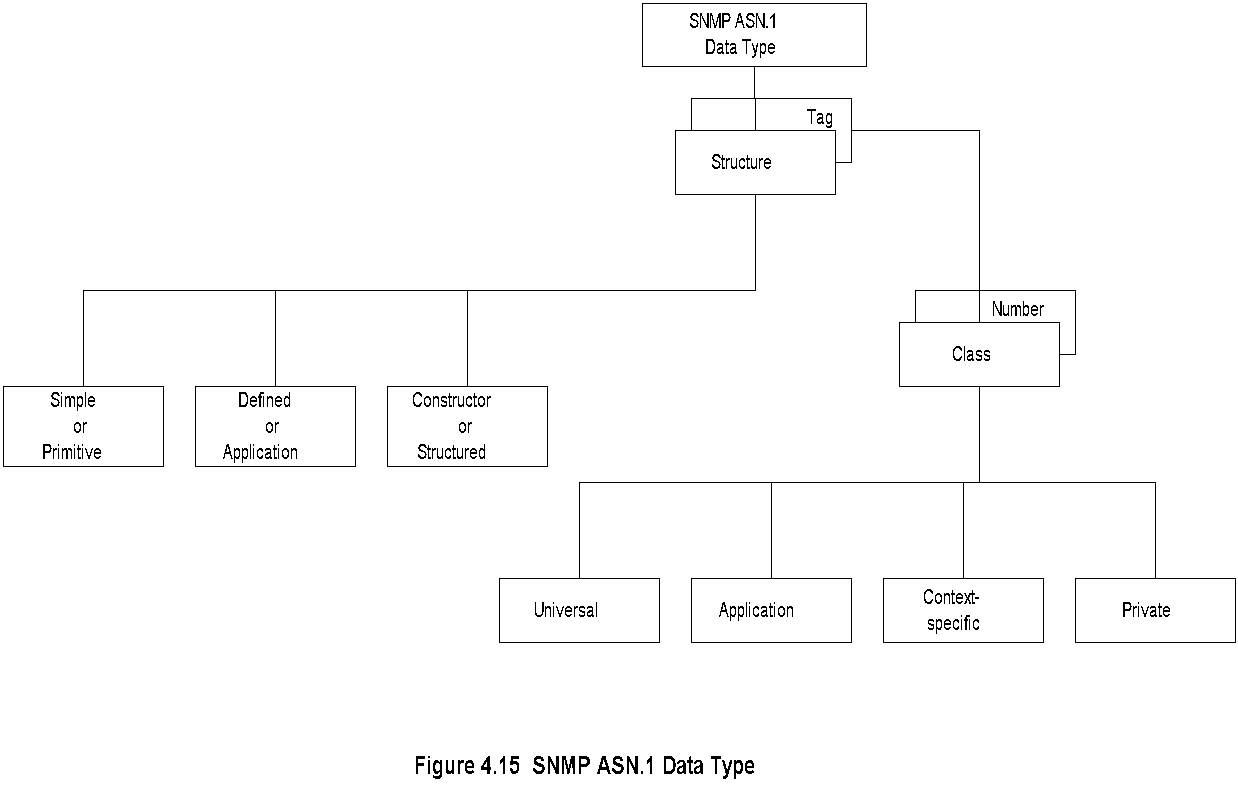 SNMP ASN.1
Data Type
Tag
Structure
Number
Class
Simple
or
Primitive
Defined
or
Application
Constructor
or
Structured
Universal
Application
Context-
specific
Private
Figure 4.15 SNMP ASN.1 Data Type